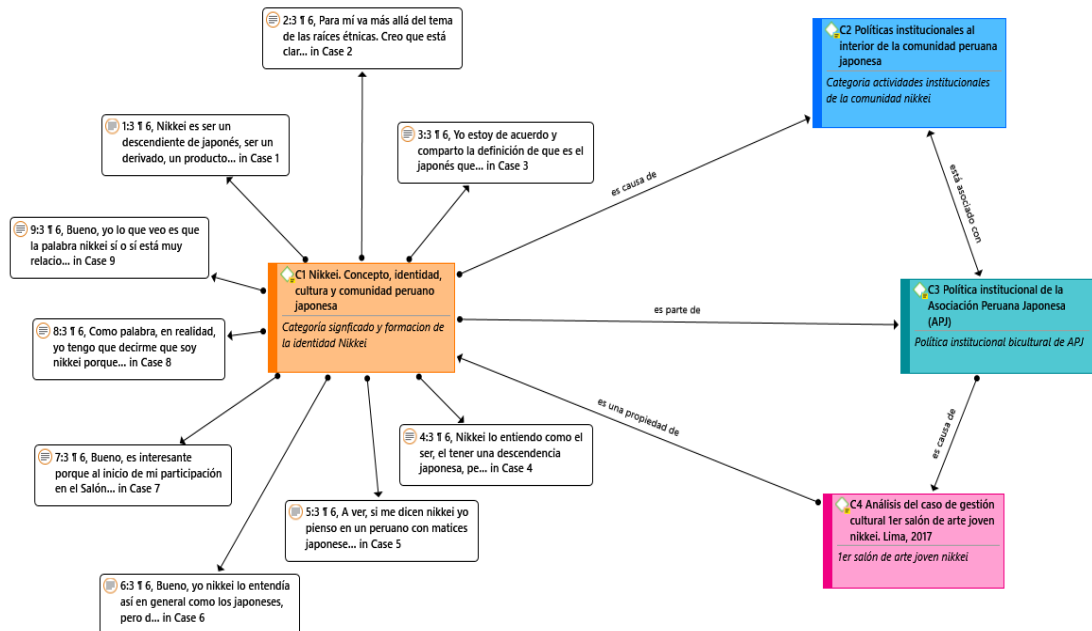 2:3 ¶ 6, Para mí va más allá del tema
de las raíces étnicas. Creo que está
clar... in Case 2
C2 Políticas institucionales al
interior de la comunidad peruana
japonesa
Categoria actividades institucionales
de la comunidad nikkei
1:3 ¶ 6, Nikkei es ser un
descendiente de japonés, ser un
derivado, un producto... in Case 1
3:3 ¶ 6, Yo estoy de acuerdo y
comparto la definición de que es el
japonés que... in Case 3
es causa de
está asociado con
9:3 ¶ 6, Bueno, yo lo que veo es que
la palabra nikkei sí o sí está muy
relacio... in Case 9
C1 Nikkei. Concepto, identidad,
cultura y comunidad peruano
japonesa
Categoría signficado y formacion de
la identidad Nikkei
es parte de
C3 Política institucional de la
Asociación Peruana Japonesa
(APJ)
Política institucional bicultural de APJ
8:3 ¶ 6, Como palabra, en realidad,
yo tengo que decirme que soy
nikkei porque... in Case 8
es una propiedad de
es causa de
7:3 ¶ 6, Bueno, es interesante
porque al inicio de mi participación
en el Salón... in Case 7
4:3 ¶ 6, Nikkei lo entiendo como el
ser, el tener una descendencia
japonesa, pe... in Case 4
5:3 ¶ 6, A ver, si me dicen nikkei yo
pienso en un peruano con matices
japonese... in Case 5
C4 Análisis del caso de gestión
cultural 1er salón de arte joven
nikkei. Lima, 2017
1er salón de arte joven nikkei
6:3 ¶ 6, Bueno, yo nikkei lo entendía
así en general como los japoneses,
pero d... in Case 6